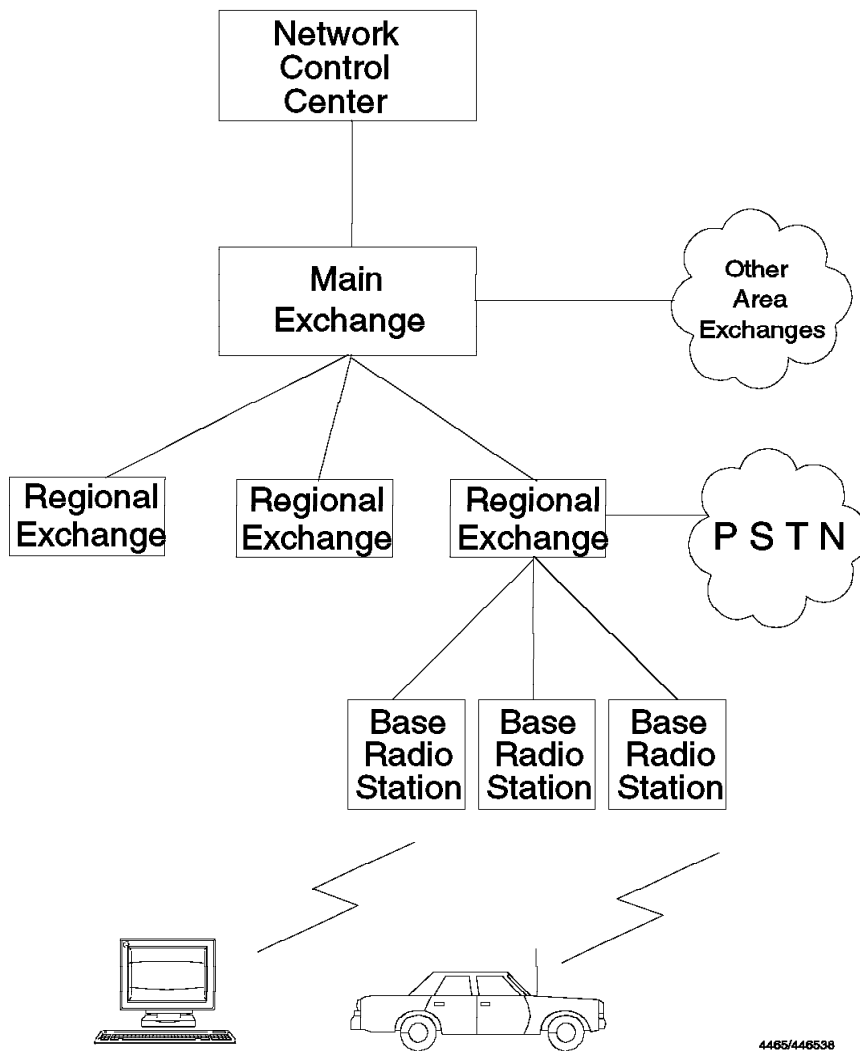 Network
Control
Center
Main
Exchange
Other
Area
Exchanges
Regional
Exchange
Regional
Exchange
Regional
Exchange
P S T N
Base
Radio
Station
Base
Radio
Station
Base
Radio
Station
4465/446538